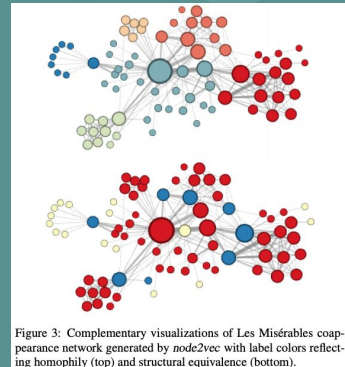 Figure 3: Complementary visualizations of Les Misérables coap-
pearance network generated by node2vec with label colors reflect-
ing homophily (top) and structural equivalence (bottom).